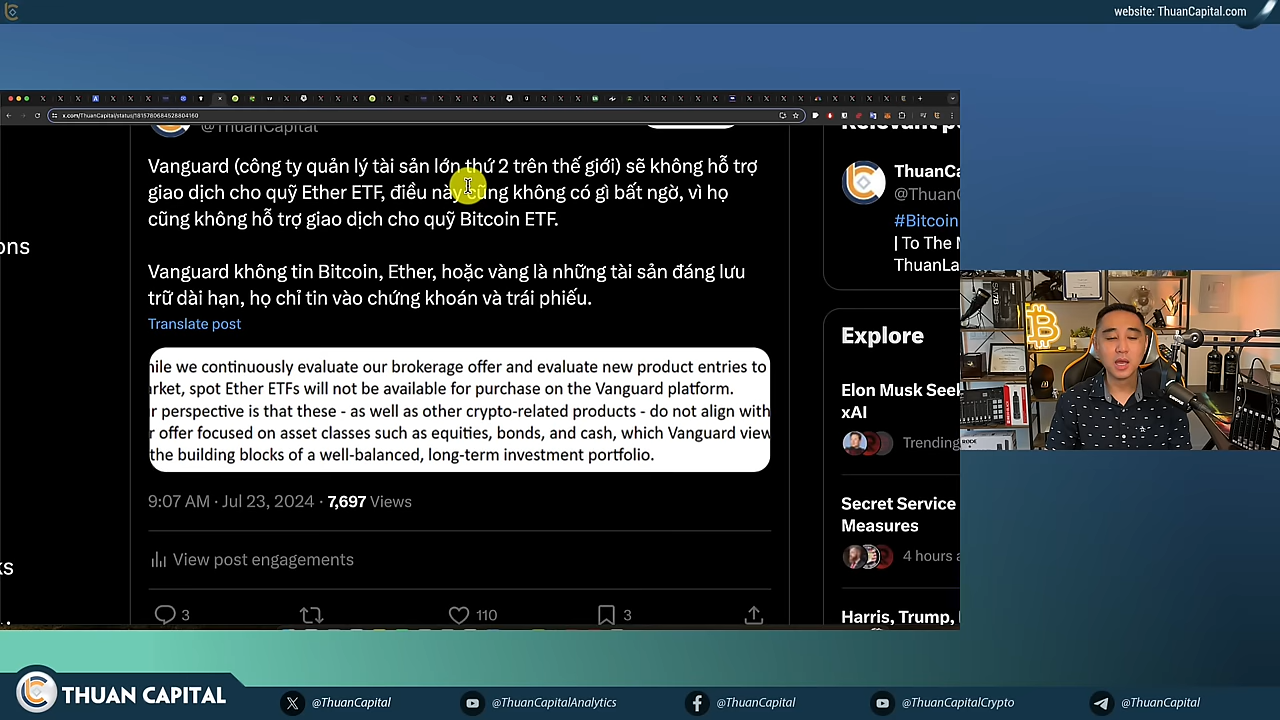 website: ThuanCapital.com
x.com/ThuanCapital/status/1815780684528804160
@ThuanCapital
Vanguard (công ty quản lý tài sản lớn thứ 2 trên thế giới) sẽ không hỗ trợ
giao dịch cho quỹ Ether ETF, điều này cũng không có gì bất ngờ, vì họ
cũng không hỗ trợ giao dịch cho quỹ Bitcoin ETF.
Vanguard không tin Bitcoin, Ether, hoặc vàng là những tài sản đáng lưu
trữ dài hạn, họ chỉ tin vào chứng khoán và trái phiếu.
Translate post
hile we continuously evaluate our brokerage offer and evaluate new product entries to
rket, spot Ether ETFs will not be available for purchase on the Vanguard platform.
r perspective is that these - as well as other crypto-related products - do not align with
r offer focused on asset classes such as equities, bonds, and cash, which Vanguard view
the building blocks of a well-balanced, long-term investment portfolio.
9:07 AM · Jul 23, 2024 · 7,697 Views
View post engagements
3
110
3
ons
ks
Relevant pe
ThuanCa
@Thuan
#Bitcoin
| To The M
ThuanLa
Explore
Elon Musk Seek
xAI
Trending
Secret Service
Measures
4 hours a
Harris, Trump,
THUAN CAPITAL
@ThuanCapital
@ThuanCapitalAnalytics
@ThuanCapital
@ThuanCapitalCrypto
@ThuanCapital